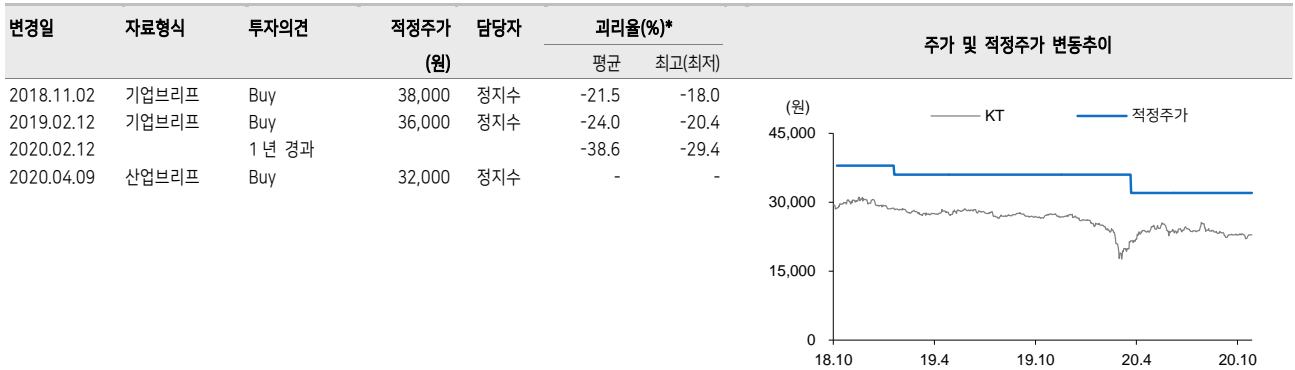 변경일 자료형식 투자의견 적정주가 담당자 괴리율(%)*
(원) 평균 최고(최저)
2018.11.02 기업브리프 Buy 38,000 정지수 -21.5 -18.0
2019.02.12 기업브리프 Buy 36,000 정지수 -24.0 -20.4
2020.02.12 1년 경과 -38.6 -29.4
2020.04.09 산업브리프 Buy 32,000 정지수 - -
주가 및 적정주가 변동추이
(원) KT 적정주가
45,000
30,000
15,000
0
18.10 19.4 19.10 20.4 20.10